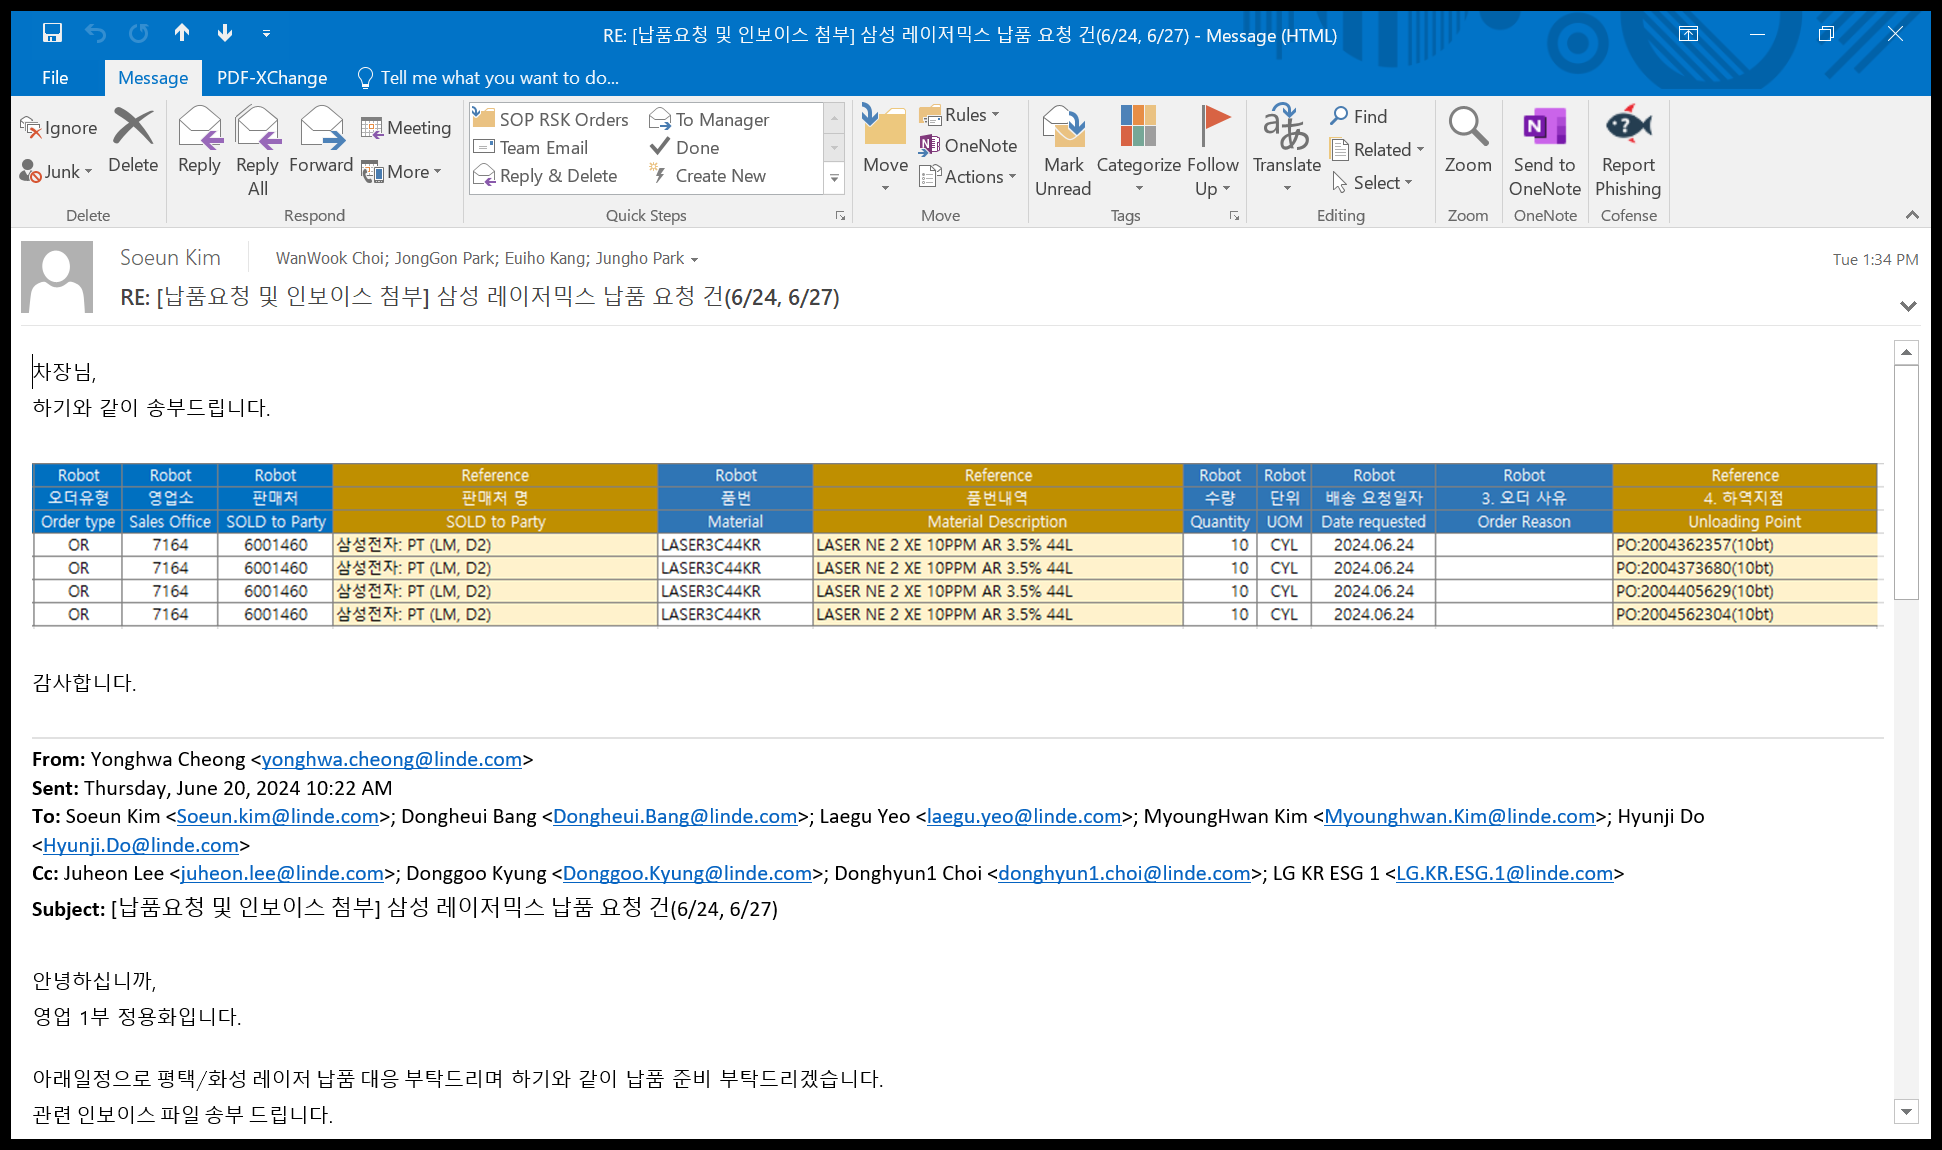 RE: [납품요청 및 인보이스 첨부] 삼성 레이저믹스 납품 요청 건(6/24, 6/27) - Message (HTML)
File Message PDF-XChange Tell me what you want to do...
Ignore
Junk
Delete
Delete
Reply
Reply All
Forward
Meeting
More
Respond
SOP RSK Orders
Team Email
Reply & Delete
To Manager
Done
Create New
Quick Steps
Move
Rules
OneNote
Actions
Move
Mark Unread
Categorize
Follow Up
Tags
Translate
Find
Related
Select
Editing
Zoom
Zoom
Send to OneNote
OneNote
Report Phishing
Cofense
Soeun Kim WanWook Choi; JongGon Park; Euiho Kang; Jungho Park Tue 1:34 PM
RE: [납품요청 및 인보이스 첨부] 삼성 레이저믹스 납품 요청 건(6/24, 6/27)
차장님,
하기와 같이 송부드립니다.
Robot Robot Robot Reference Robot Reference Robot Robot Robot Robot Reference
오더유형 영업소 판매처 판매처 명 품번 품번내역 수량 단위 배송 요청일자 3. 오더 사유 4. 하역지점
Order type Sales Office SOLD to Party SOLD to Party Material Material Description Quantity UOM Date requested Order Reason Unloading Point
OR 7164 6001460 삼성전자: PT (LM, D2) LASER3C44KR LASER NE 2 XE 10PPM AR 3.5% 44L 10 CYL 2024.06.24 PO:2004362357(10bt)
OR 7164 6001460 삼성전자: PT (LM, D2) LASER3C44KR LASER NE 2 XE 10PPM AR 3.5% 44L 10 CYL 2024.06.24 PO:2004373680(10bt)
OR 7164 6001460 삼성전자: PT (LM, D2) LASER3C44KR LASER NE 2 XE 10PPM AR 3.5% 44L 10 CYL 2024.06.24 PO:2004405629(10bt)
OR 7164 6001460 삼성전자: PT (LM, D2) LASER3C44KR LASER NE 2 XE 10PPM AR 3.5% 44L 10 CYL 2024.06.24 PO:2004562304(10bt)
감사합니다.
From: Yonghwa Cheong <yonghwa.cheong@linde.com>
Sent: Thursday, June 20, 2024 10:22 AM
To: Soeun Kim <Soeun.kim@linde.com>; Dongheui Bang <Dongheui.Bang@linde.com>; Laegu Yeo <laegu.yeo@linde.com>; MyoungHwan Kim <Myounghwan.Kim@linde.com>; Hyunji Do
<Hyunji.Do@linde.com>
Cc: Juheon Lee <juheon.lee@linde.com>; Donggoo Kyung <Donggoo.Kyung@linde.com>; Donghyun1 Choi <donghyun1.choi@linde.com>; LG KR ESG 1 <LG.KR.ESG.1@linde.com>
Subject: [납품요청 및 인보이스 첨부] 삼성 레이저믹스 납품 요청 건(6/24, 6/27)
안녕하십니까,
영업 1부 정용화입니다.
아래일정으로 평택/화성 레이저 납품 대응 부탁드리며 하기와 같이 납품 준비 부탁드리겠습니다.
관련 인보이스 파일 송부 드립니다.